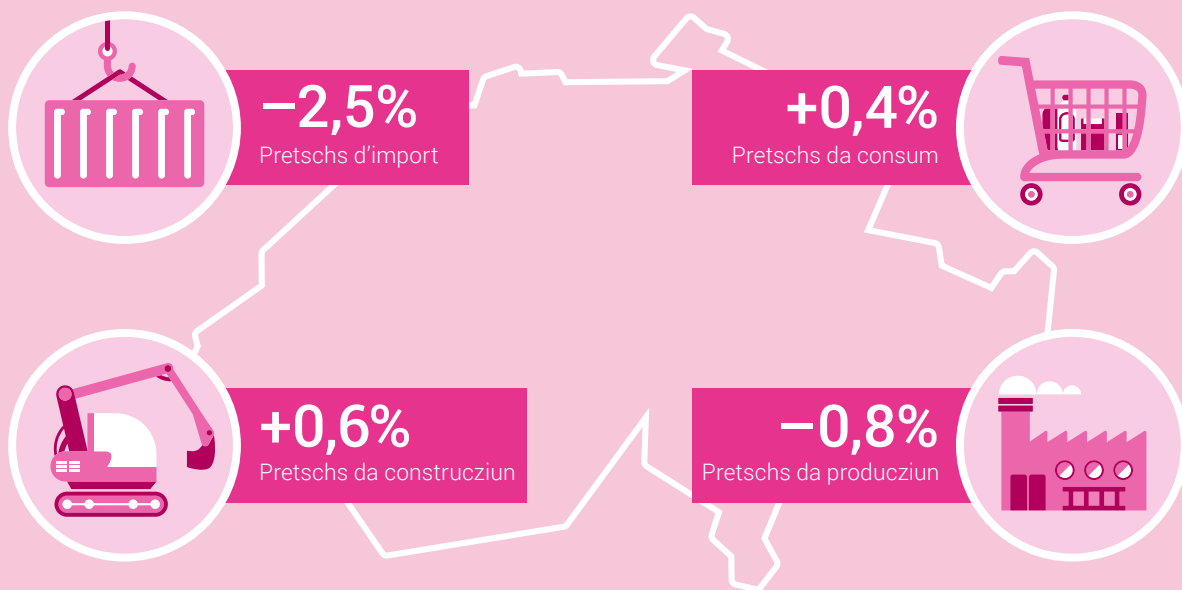 –2,5%
Pretschs d’import
+0,4%
Pretschs da consum
+0,6%
Pretschs da construcziun
–0,8%
Pretschs da producziun